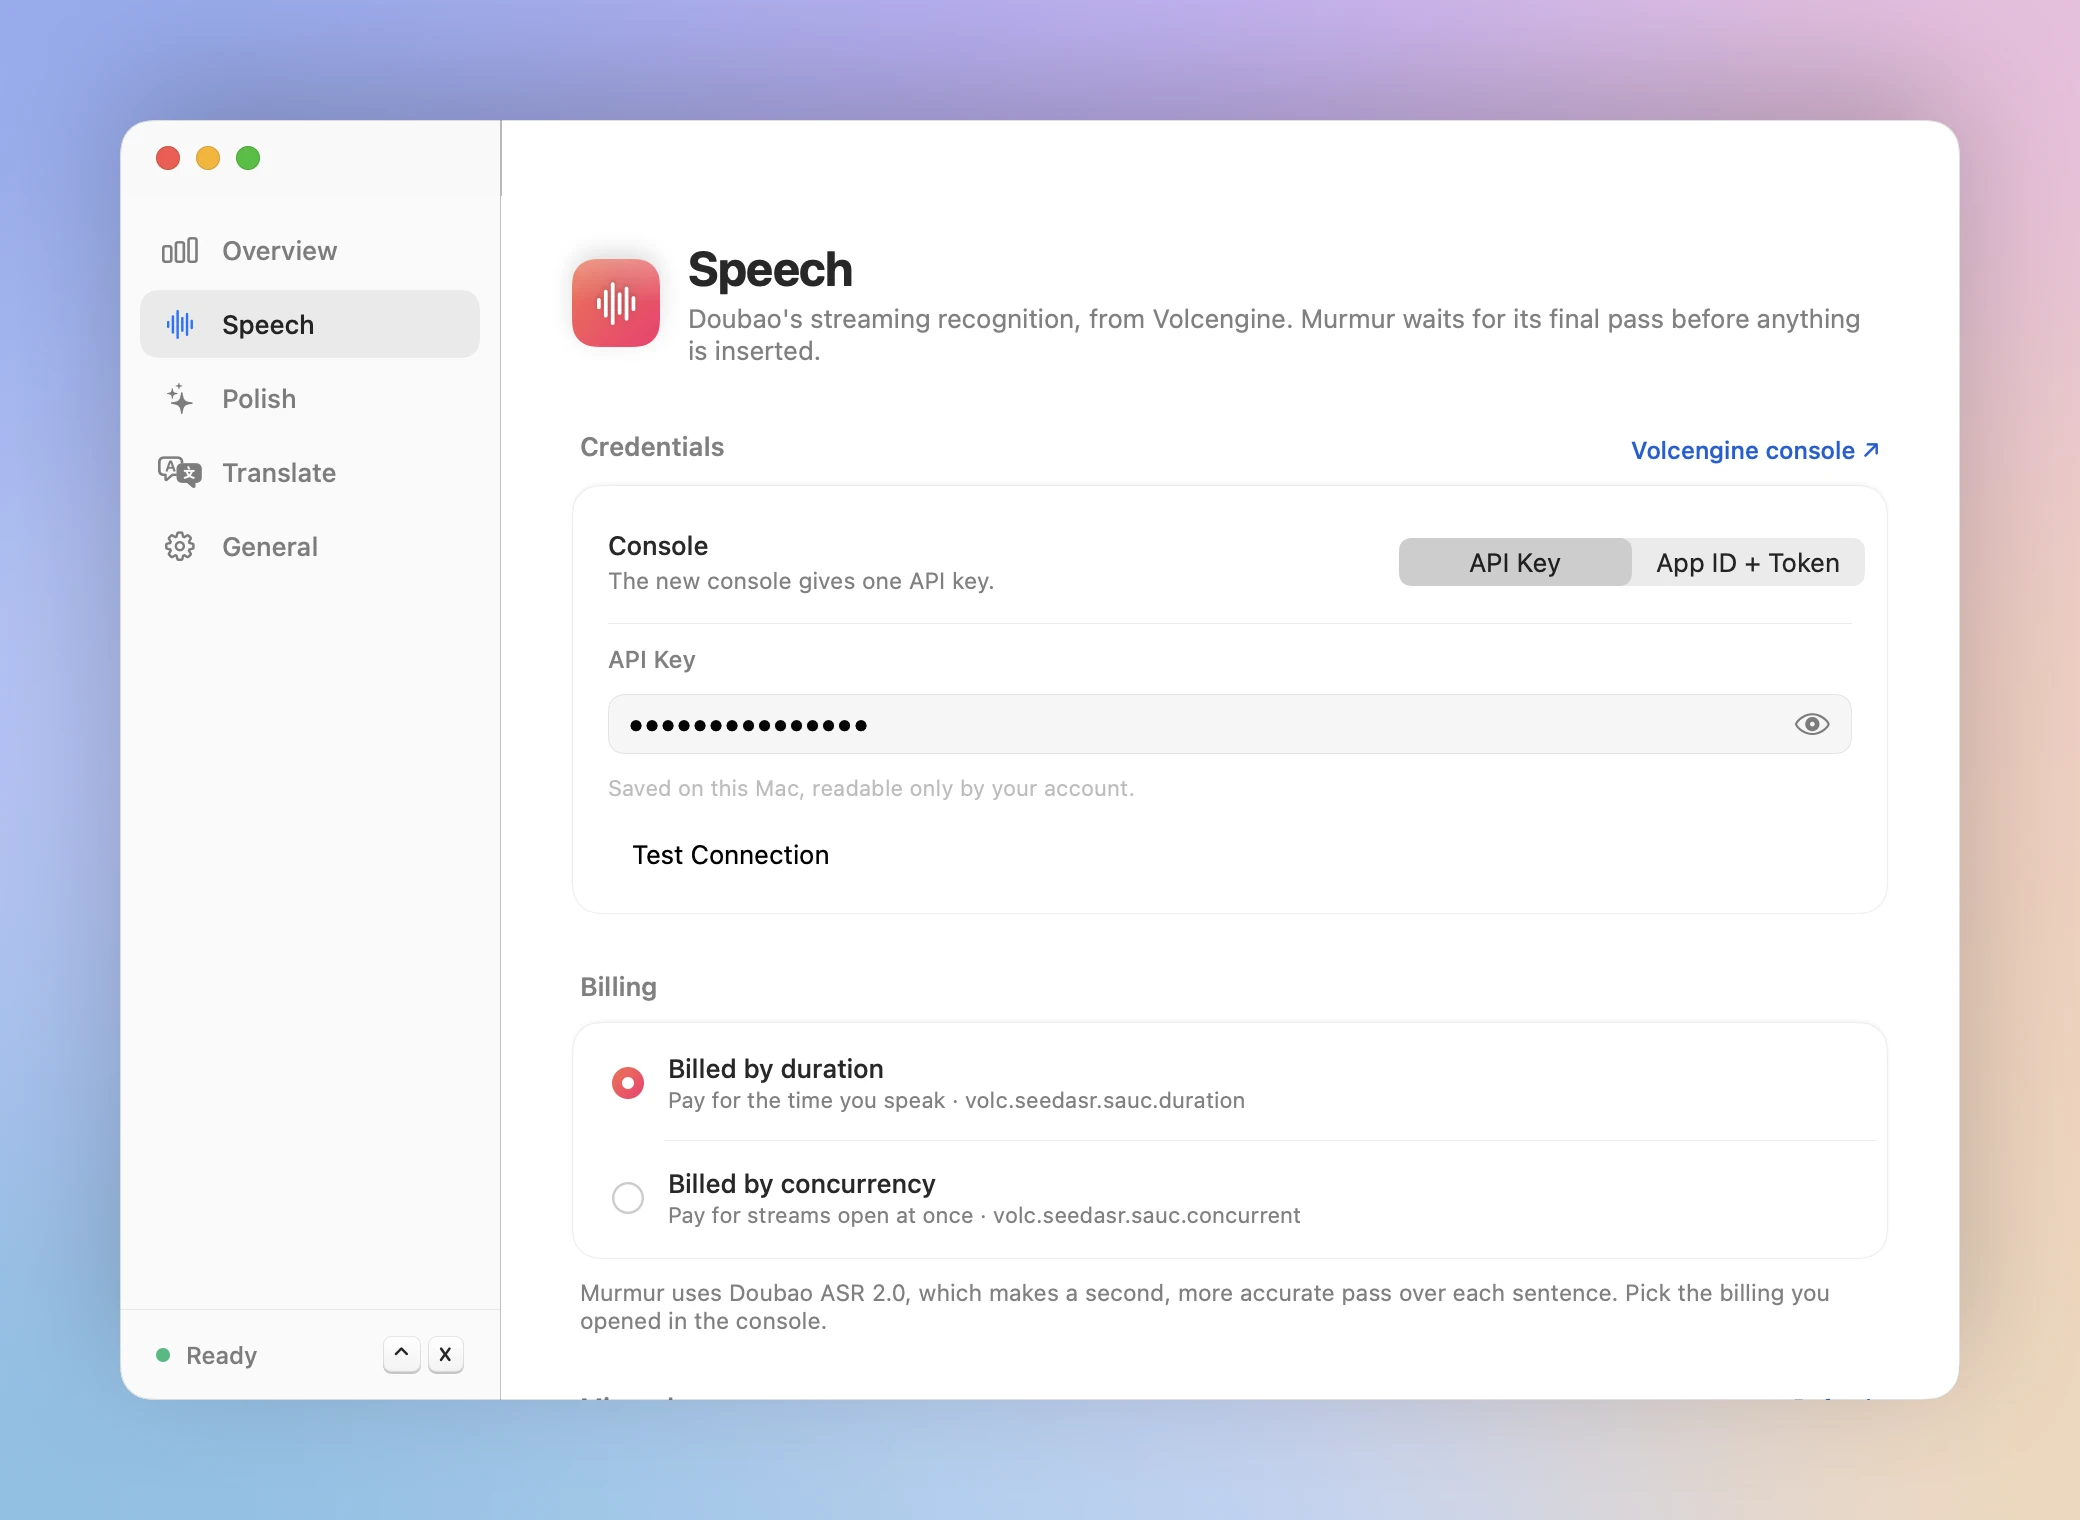 Overview
Speech
Polish
Translate
General
Ready
^ X
Speech
Doubao's streaming recognition, from Volcengine. Murmur waits for its final pass before anything
is inserted.
Credentials
Volcengine console ↗
Console
The new console gives one API key.
API Key
App ID + Token
API Key
●●●●●●●●●●●●●●●
Saved on this Mac, readable only by your account.
Test Connection
Billing
Billed by duration
Pay for the time you speak · volc.seedasr.sauc.duration
Billed by concurrency
Pay for streams open at once · volc.seedasr.sauc.concurrent
Murmur uses Doubao ASR 2.0, which makes a second, more accurate pass over each sentence. Pick the billing you
opened in the console.